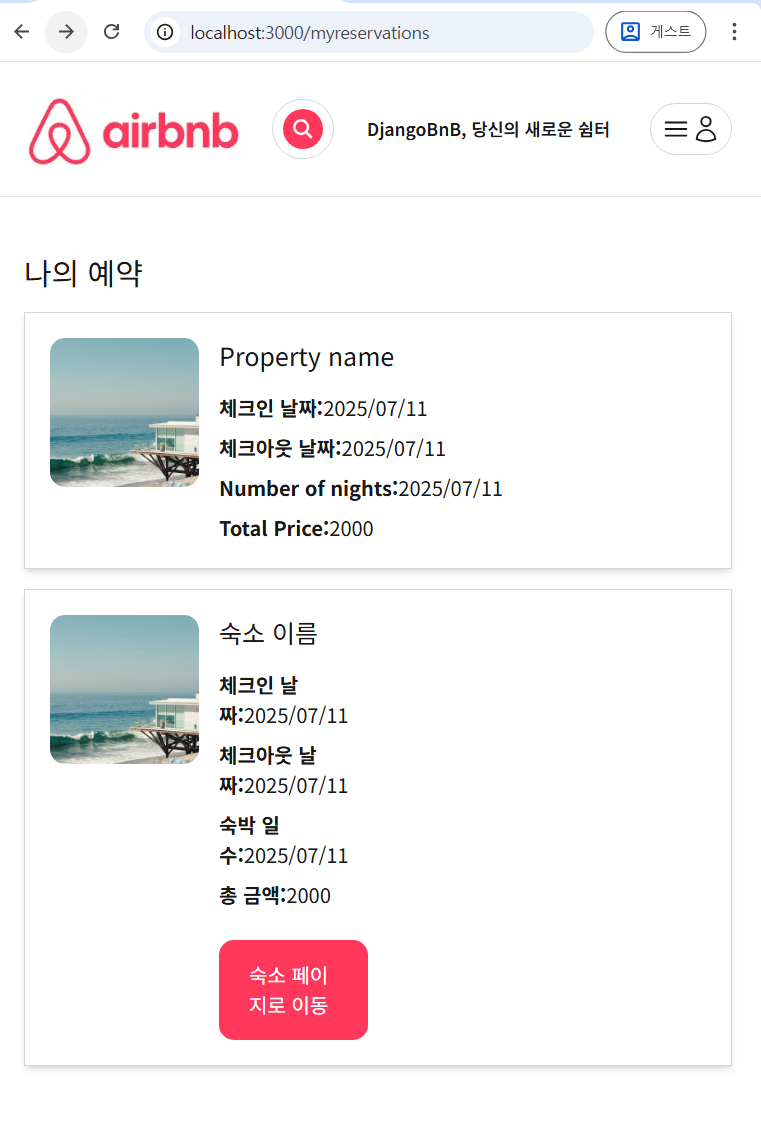 localhost:3000/myreservations
게스트
airbnb
DjangoBnB, 당신의 새로운 쉼터
나의 예약
Property name
체크인 날짜:2025/07/11
체크아웃 날짜:2025/07/11
Number of nights:2025/07/11
Total Price:2000
숙소 이름
체크인 날
짜:2025/07/11
체크아웃 날
짜:2025/07/11
숙박 일
수:2025/07/11
총 금액:2000
숙소 페이
지로 이동